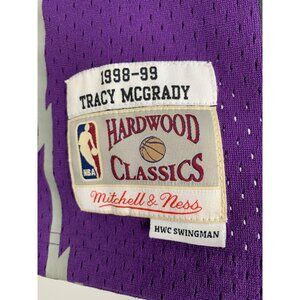 1998-99
TRACY MCGRADY
NBA
HARDWOOD
CLASSICS
Mitchell & Ness
HWC SWINGMAN